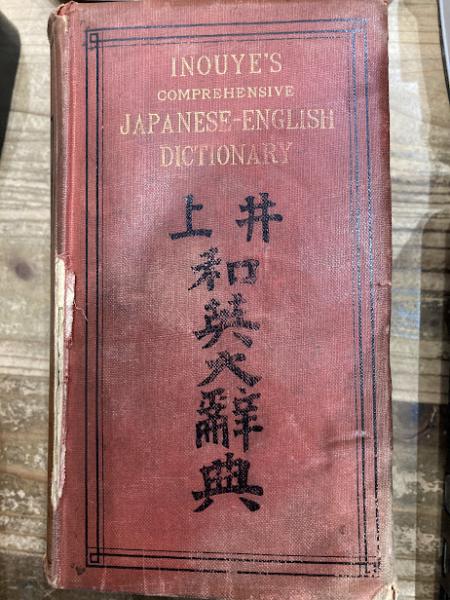 INOUYE'S
COMPREHENSIVE
JAPANESE-ENGLISH
DICTIONARY
上井
和英大辭典